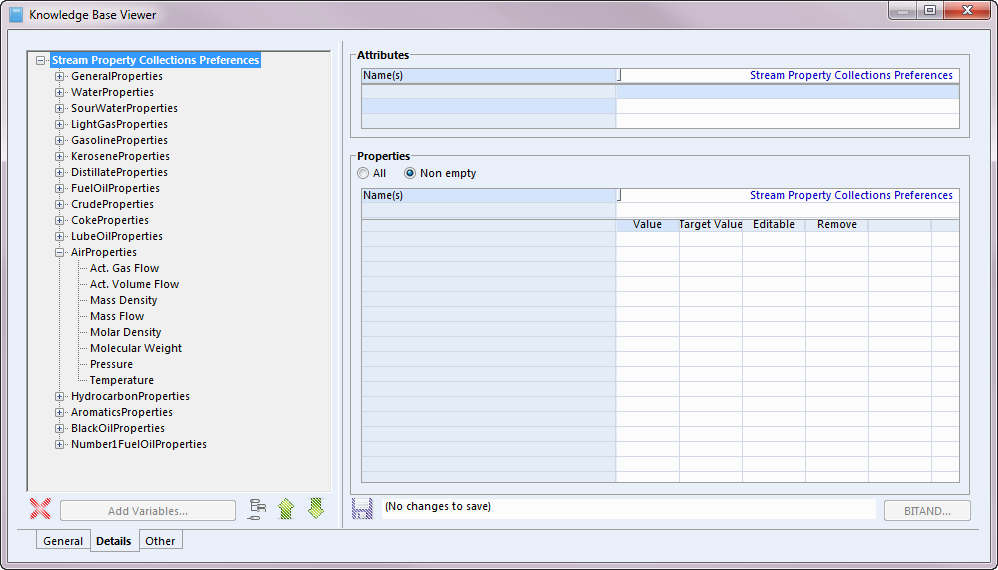 Knowledge Base Viewer
Stream Property Collections Preferences
GeneralProperties
WaterProperties
SourWaterProperties
LightGasProperties
GasolineProperties
KeroseneProperties
DistillateProperties
FuelOilProperties
CrudeProperties
CokeProperties
LubeOilProperties
AirProperties
Act. Gas Flow
Act. Volume Flow
Mass Density
Mass Flow
Molar Density
Molecular Weight
Pressure
Temperature
HydrocarbonProperties
AromaticsProperties
BlackOilProperties
Number1FuelOilProperties
Add Variables...
General Details Other
Attributes
Name(s) Stream Property Collections Preferences
Properties
All Non empty
Name(s) Stream Property Collections Preferences
Value Target Value Editable Remove
(No changes to save)
BITAND...